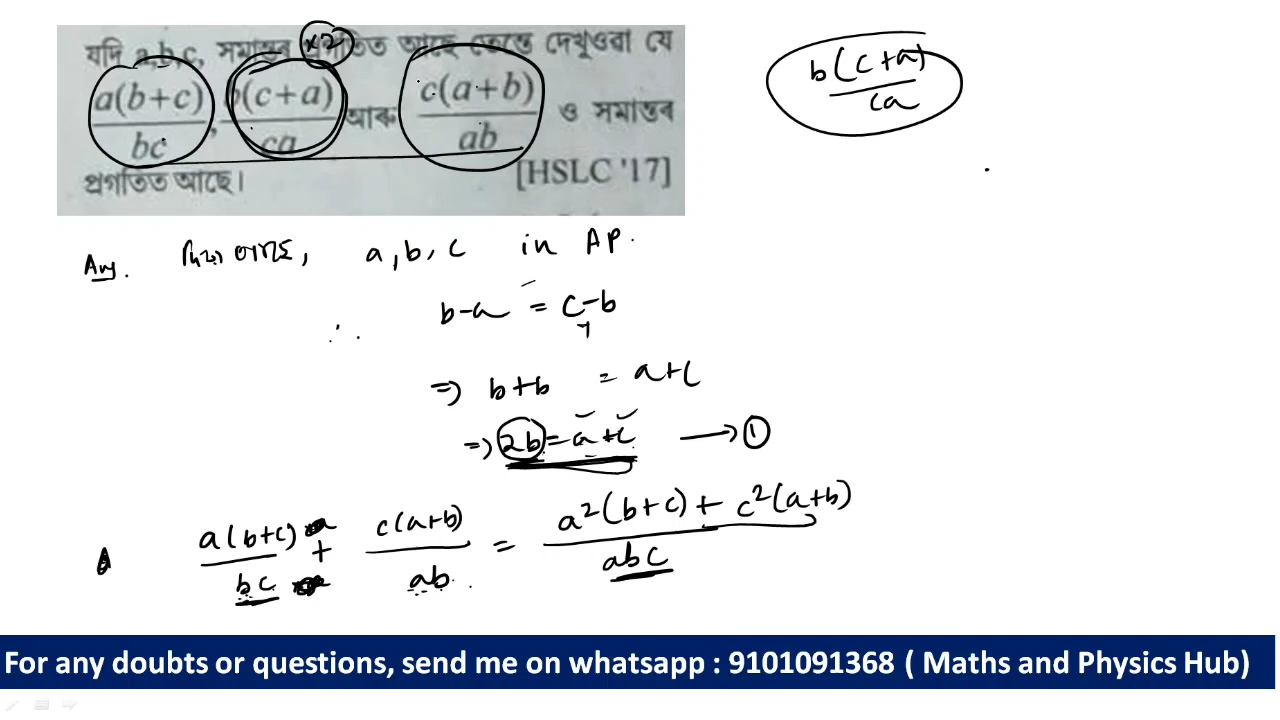 যদি a,b,c, সমান্তৰ প্ৰগতিত আছে তেন্তে দেখুওৱা যে
×2
a(b+c)/bc, b(c+a)/ca আৰু c(a+b)/ab ও সমান্তৰ
প্ৰগতিত আছে। [HSLC '17]
b(c+a)/ca
Ans. a, b, c in AP.
∴ b-a = c-b
=> b+b = a+c
=> 2b = a+c → ①
a(b+c)/bc + c(a+b)/ab = a²(b+c) + c²(a+b)/abc
For any doubts or questions, send me on whatsapp : 9101091368 ( Maths and Physics Hub)